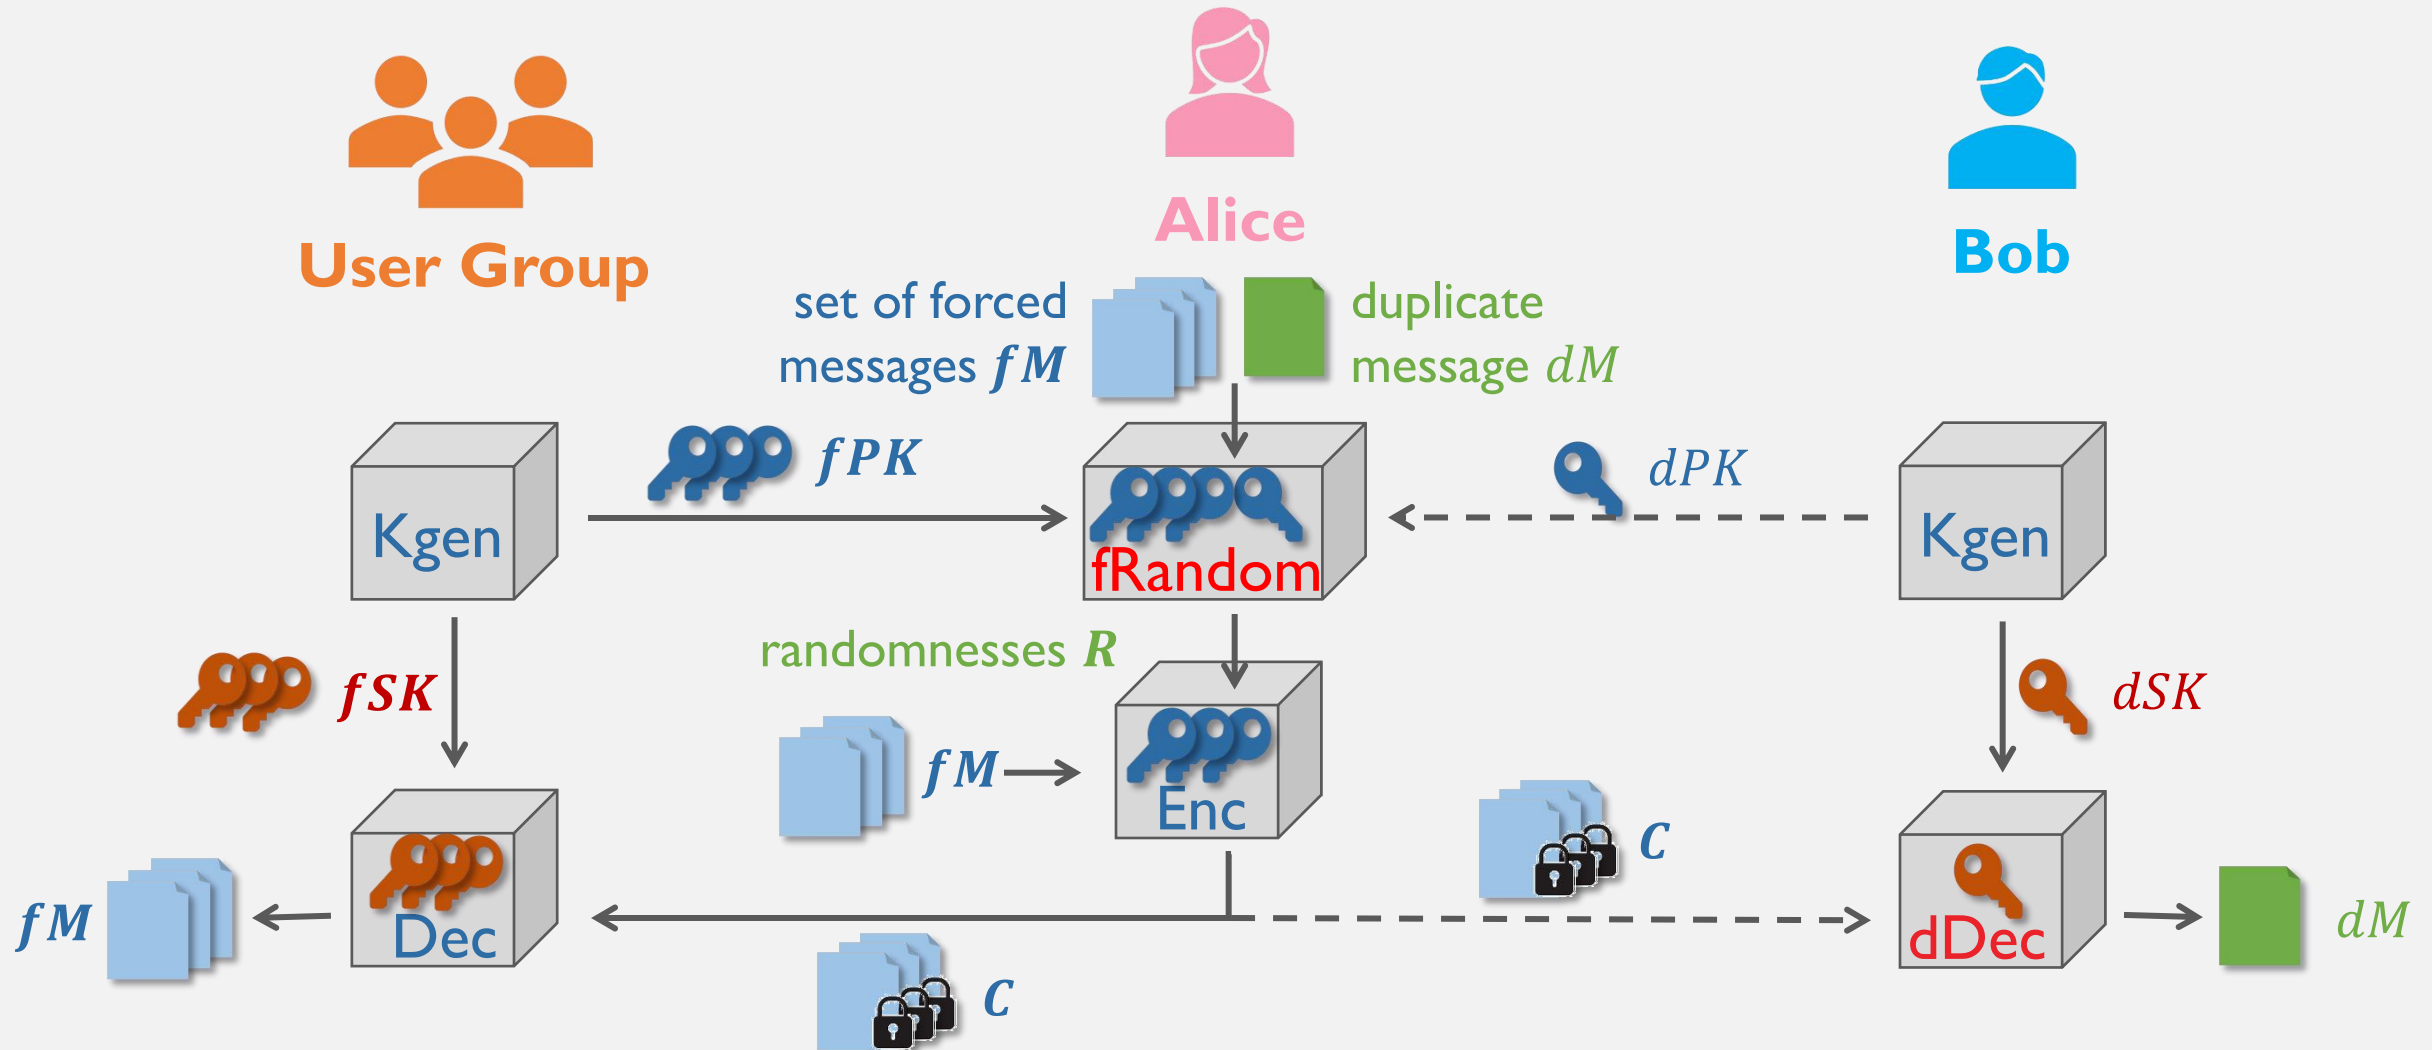 Alice
User Group
Bob
set of forced
messages fM
duplicate
message dM
fPK
dPK
Kgen
fRandom
Kgen
randomnesses R
fSK
dSK
fM
Enc
C
fM
Dec
dDec
dM
C